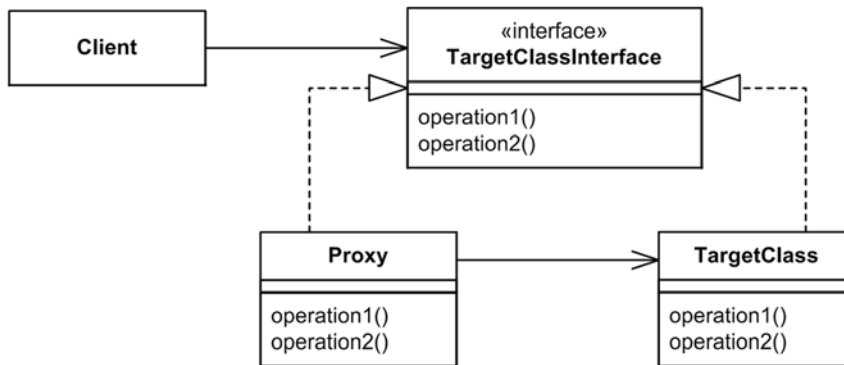 Client
«interface»
TargetClassInterface
operation1()
operation2()
Proxy
operation1()
operation2()
TargetClass
operation1()
operation2()